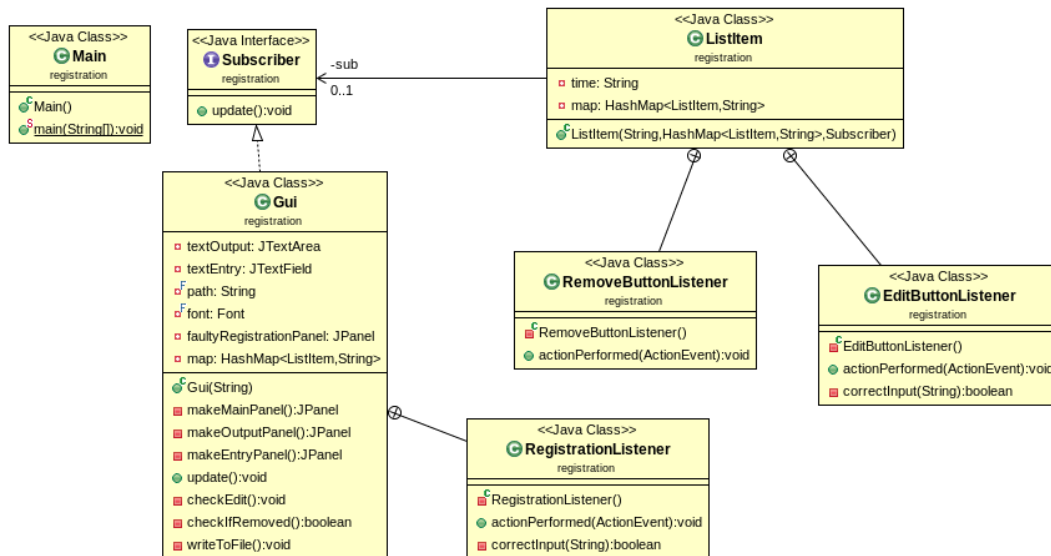 <<Java Class>>
Main
registration
Main()
main(String[]):void
<<Java Interface>>
Subscriber
registration
update():void
-sub
0..1
<<Java Class>>
ListItem
registration
time: String
map: HashMap<ListItem,String>
ListItem(String,HashMap<ListItem,String>,Subscriber)
<<Java Class>>
Gui
registration
textOutput: JTextArea
textEntry: JTextField
path: String
font: Font
faultyRegistrationPanel: JPanel
map: HashMap<ListItem,String>
Gui(String)
makeMainPanel():JPanel
makeOutputPanel():JPanel
makeEntryPanel():JPanel
update():void
checkEdit():void
checkIfRemoved():boolean
writeToFile():void
<<Java Class>>
RemoveButtonListener
registration
RemoveButtonListener()
actionPerformed(ActionEvent):void
<<Java Class>>
EditButtonListener
registration
EditButtonListener()
actionPerformed(ActionEvent):void
correctInput(String):boolean
<<Java Class>>
RegistrationListener
registration
RegistrationListener()
actionPerformed(ActionEvent):void
correctInput(String):boolean